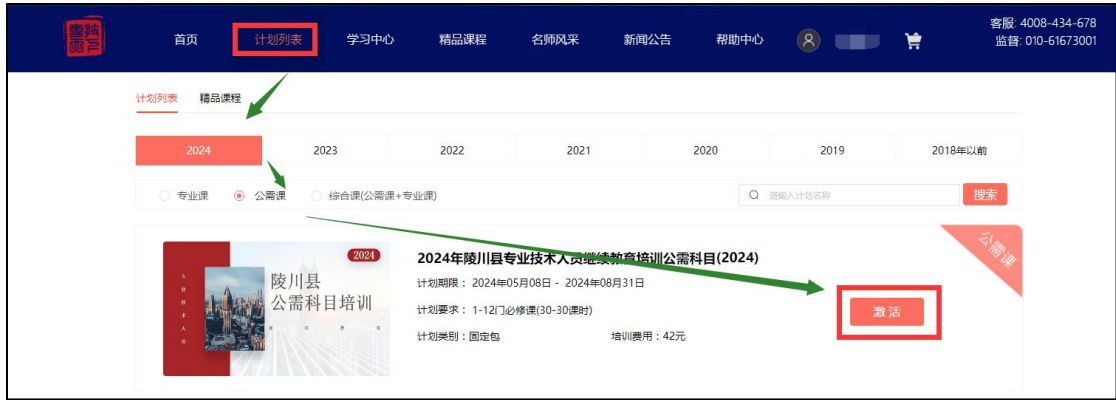 首页 计划列表 学习中心 精品课程 名师风采 新闻公告 帮助中心
客服: 4008-434-678
监督: 010-61673001
计划列表 精品课程
2024 2023 2022 2021 2020 2019 2018年以前
专业课 公需课 综合课(公需课+专业课) 请输入计划名称 搜索
公需课
2024
陵川县
公需科目培训
2024年陵川县专业技术人员继续教育培训公需科目(2024)
计划期限： 2024年05月08日 - 2024年08月31日
计划要求： 1-12门必修课(30-30课时)
计划类别：固定包 培训费用：42元
激活